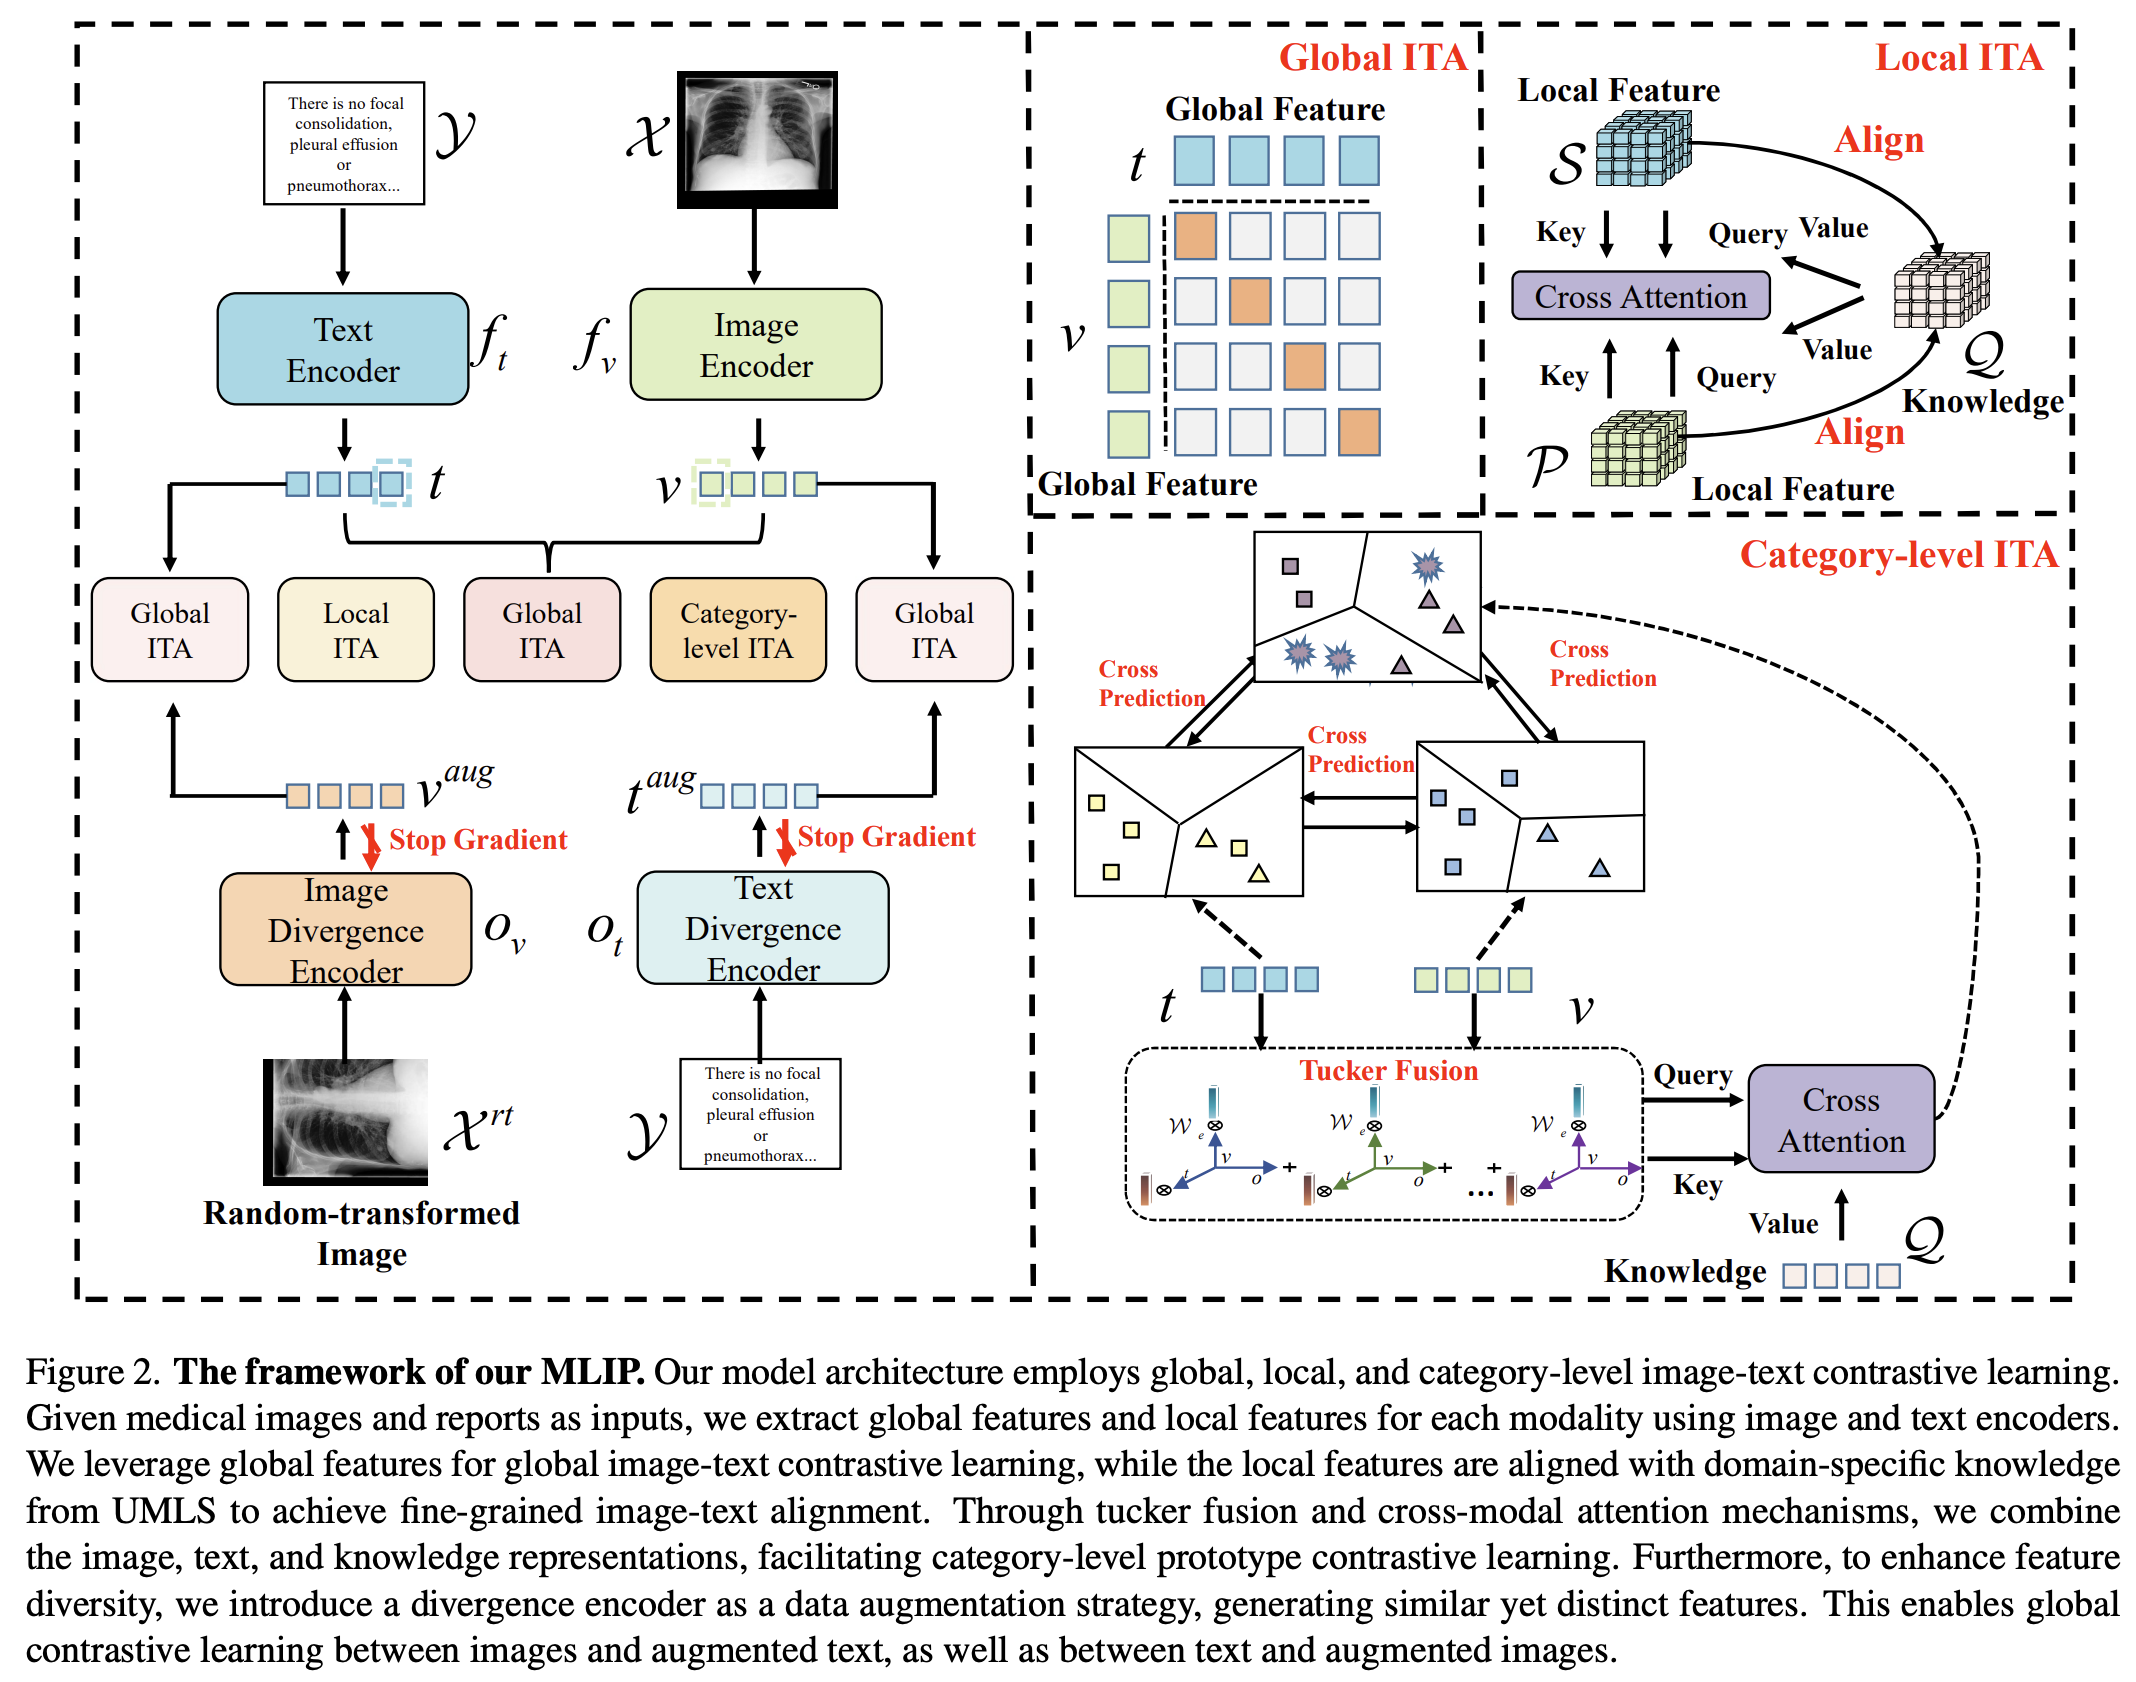 There is no focal
consolidation,
pleural effusion
or
pneumothorax...
𝒴
𝒳
Text
Encoder
f_t
f_v
Image
Encoder
t
v
Global
ITA
Local
ITA
Global
ITA
Category-
level ITA
Global
ITA
v^aug
t^aug
Stop Gradient
Stop Gradient
Image
Divergence
Encoder
o_v
o_t
Text
Divergence
Encoder
𝒳^rt
𝒴
There is no focal
consolidation,
pleural effusion
or
pneumothorax...
Random-transformed
Image
Global ITA
Global Feature
t
v
Global Feature
Local ITA
Local Feature
𝒮
Align
Key
Query Value
Cross Attention
Value
𝒬
Key
Query
Knowledge
Align
𝒫
Local Feature
Category-level ITA
Cross
Prediction
Cross
Prediction
Cross
Prediction
t
v
Tucker Fusion
𝒲_e
v
t
o
+
𝒲_e
v
t
o
+
...
+
𝒲_e
v
t
o
Query
Key
Cross
Attention
Value
𝒬
Knowledge
Figure 2. The framework of our MLIP. Our model architecture employs global, local, and category-level image-text contrastive learning.
Given medical images and reports as inputs, we extract global features and local features for each modality using image and text encoders.
We leverage global features for global image-text contrastive learning, while the local features are aligned with domain-specific knowledge
from UMLS to achieve fine-grained image-text alignment. Through tucker fusion and cross-modal attention mechanisms, we combine
the image, text, and knowledge representations, facilitating category-level prototype contrastive learning. Furthermore, to enhance feature
diversity, we introduce a divergence encoder as a data augmentation strategy, generating similar yet distinct features. This enables global
contrastive learning between images and augmented text, as well as between text and augmented images.